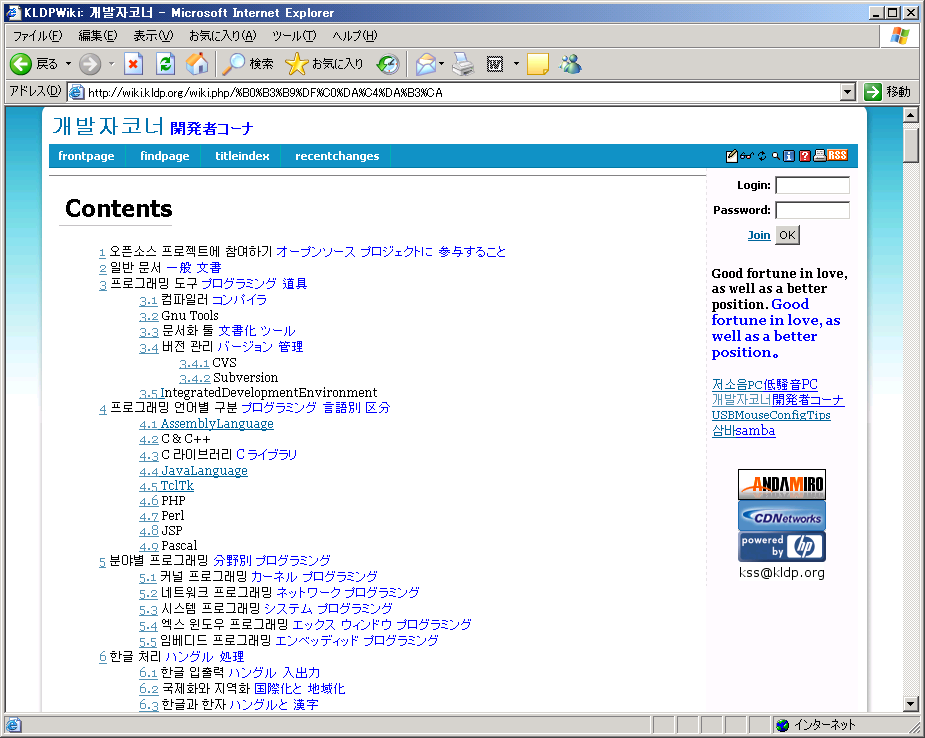 KLDPWiki: 개발자코너 - Microsoft Internet Explorer
ファイル(F) 編集(E) 表示(V) お気に入り(A) ツール(T) ヘルプ(H)
戻る 検索 お気に入り
アドレス(D) http://wiki.kldp.org/wiki.php/%B0%B3%B9%DF%C0%DA%C4%DA%B3%CA 移動
개발자코너 開発者コーナ
frontpage findpage titleindex recentchanges RSS
Login:
Password:
Join OK
Contents
1 오픈소스 프로젝트에 참여하기 オープンソース プロジェクトに 参与すること
2 일반 문서 一般 文書
3 프로그래밍 도구 プログラミング 道具
3.1 컴파일러 コンパイラ
3.2 Gnu Tools
3.3 문서화 툴 文書化 ツール
3.4 버전 관리 バージョン 管理
3.4.1 CVS
3.4.2 Subversion
3.5 IntegratedDevelopmentEnvironment
4 프로그래밍 언어별 구분 プログラミング 言語別 区分
4.1 AssemblyLanguage
4.2 C & C++
4.3 C 라이브러리 C ライブラリ
4.4 JavaLanguage
4.5 TclTk
4.6 PHP
4.7 Perl
4.8 JSP
4.9 Pascal
5 분야별 프로그래밍 分野別 プログラミング
5.1 커널 프로그래밍 カーネル プログラミング
5.2 네트워크 프로그래밍 ネットワーク プログラミング
5.3 시스템 프로그래밍 システム プログラミング
5.4 엑스 윈도우 프로그래밍 エックス ウィンドウ プログラミング
5.5 임베디드 프로그래밍 エンベッディッド プログラミング
6 한글 처리 ハングル 処理
6.1 한글 입출력 ハングル 入出力
6.2 국제화와 지역화 国際化と 地域化
6.3 한글과 한자 ハングルと 漢字
Good fortune in love,
as well as a better
position. Good
fortune in love, as
well as a better
position。
저소음PC低騒音PC
개발자코너開発者コーナー
USBMouseConfigTips
삼바samba
ANDAMIRO
CDNetworks
powered by hp
kss@kldp.org
インターネット